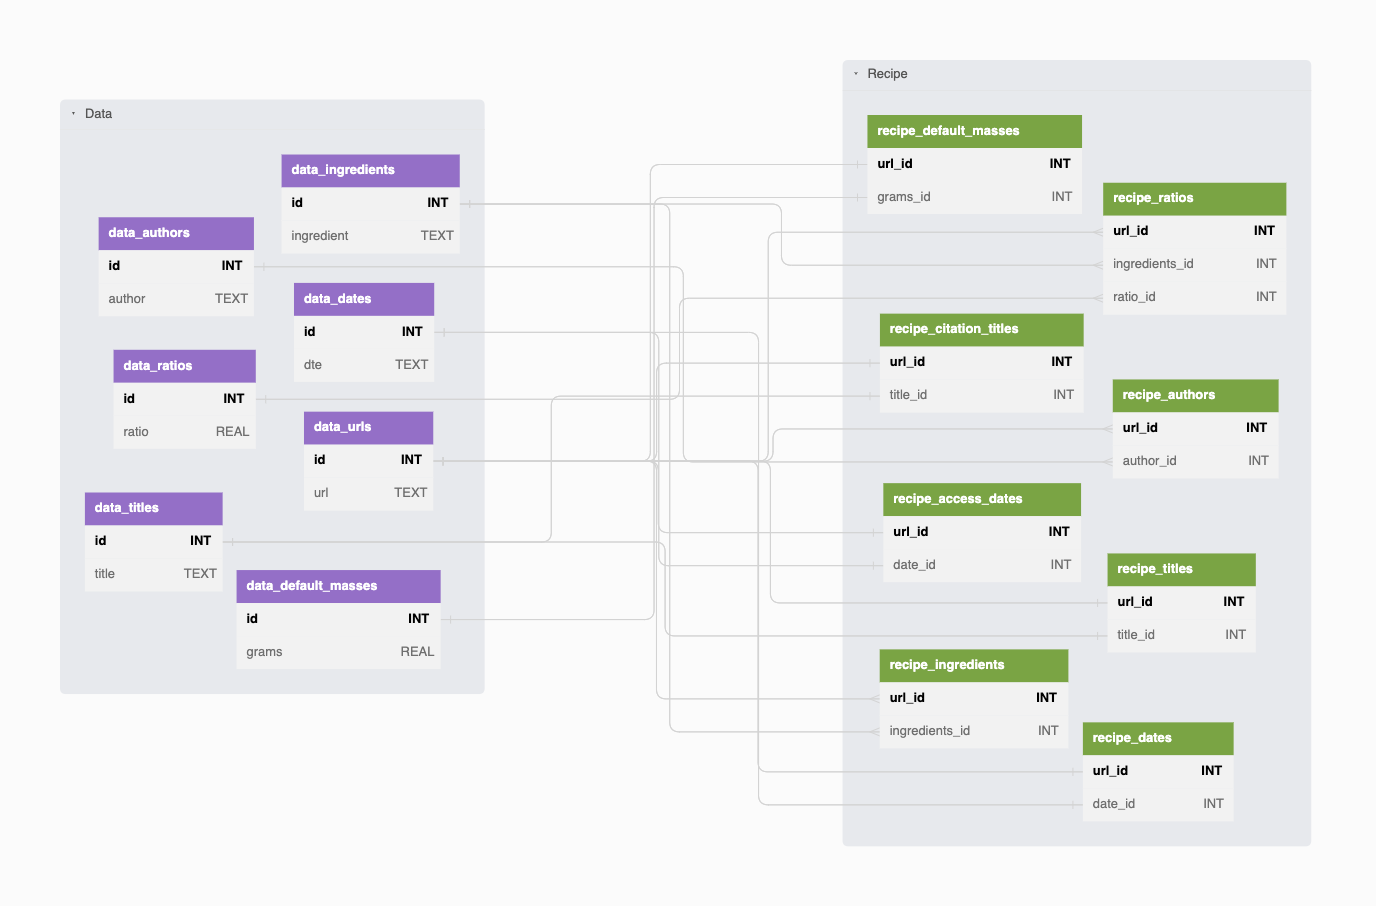 Data
data_ingredients
id INT
ingredient TEXT
data_authors
id INT
author TEXT
data_dates
id INT
dte TEXT
data_ratios
id INT
ratio REAL
data_urls
id INT
url TEXT
data_titles
id INT
title TEXT
data_default_masses
id INT
grams REAL
Recipe
recipe_default_masses
url_id INT
grams_id INT
recipe_ratios
url_id INT
ingredients_id INT
ratio_id INT
recipe_citation_titles
url_id INT
title_id INT
recipe_authors
url_id INT
author_id INT
recipe_access_dates
url_id INT
date_id INT
recipe_titles
url_id INT
title_id INT
recipe_ingredients
url_id INT
ingredients_id INT
recipe_dates
url_id INT
date_id INT